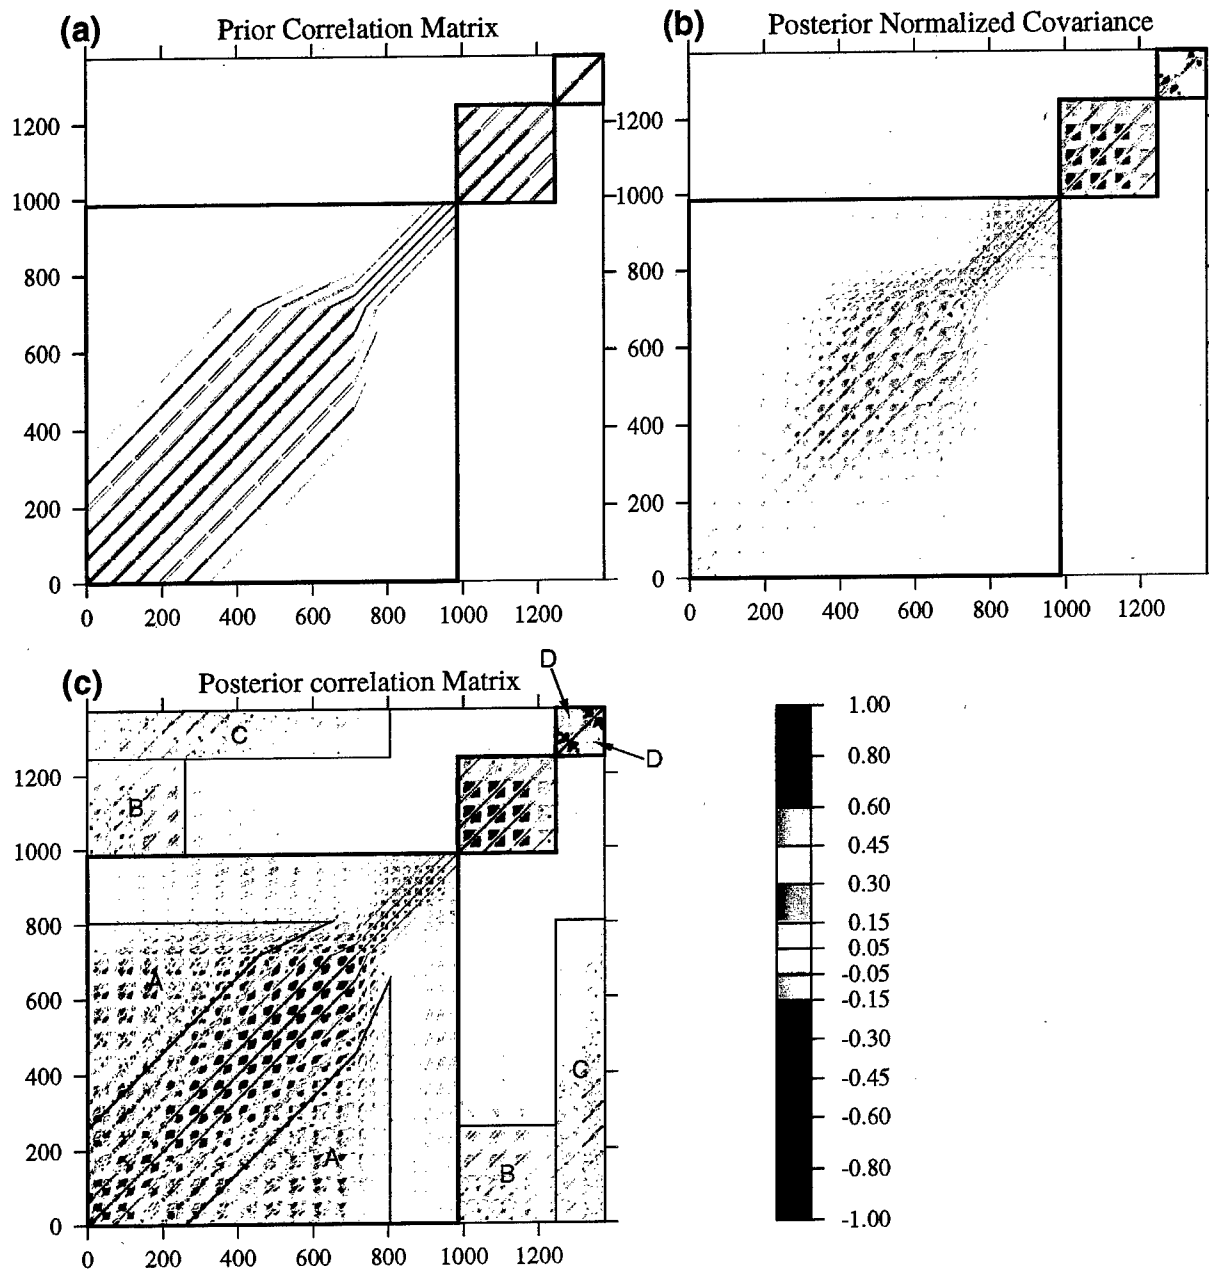 (a) Prior Correlation Matrix
1200
1000
800
600
400
200
0
0 200 400 600 800 1000 1200
(b) Posterior Normalized Covariance
1200
1000
800
600
400
200
0
0 200 400 600 800 1000 1200
(c) Posterior correlation Matrix
D
D
C
B
A
A
B
C
1200
1000
800
600
400
200
0
0 200 400 600 800 1000 1200
1.00
0.80
0.60
0.45
0.30
0.15
0.05
-0.05
-0.15
-0.30
-0.45
-0.60
-0.80
-1.00